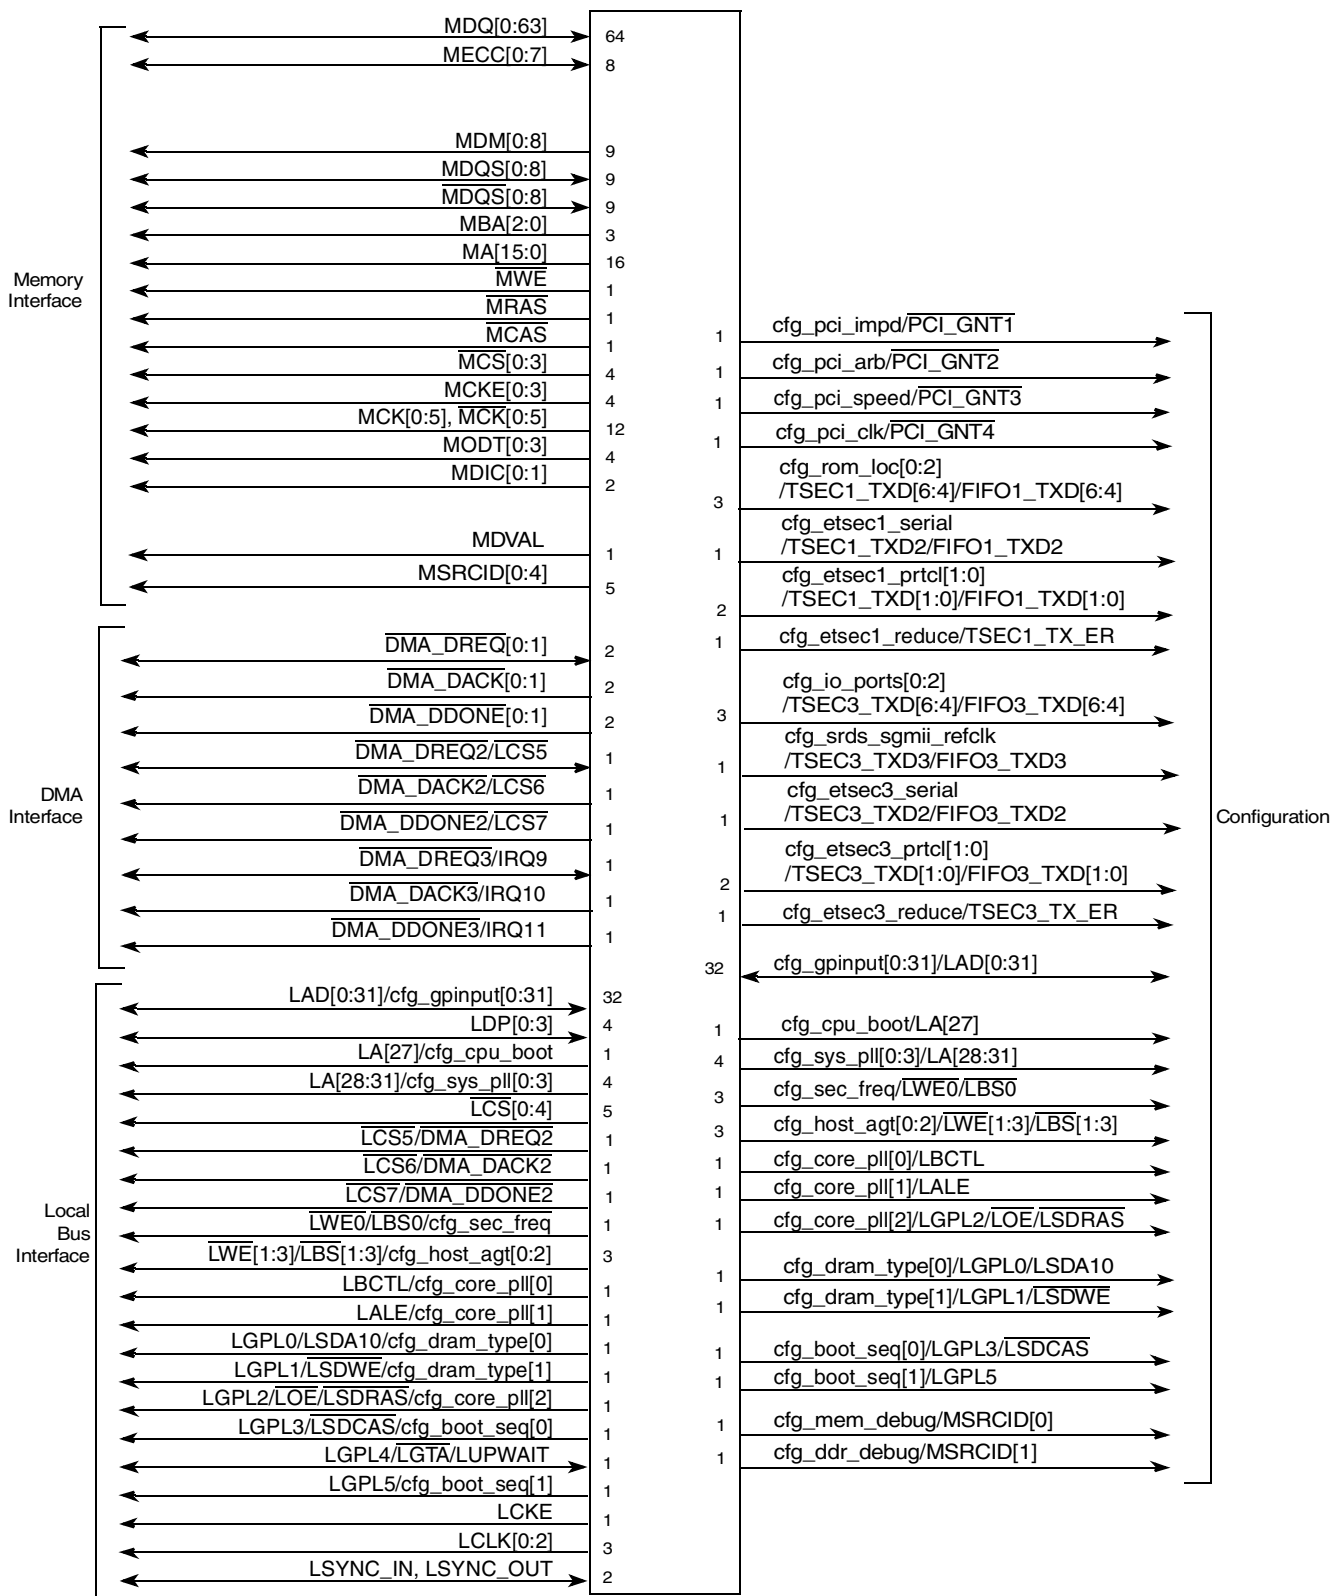 MDQ[0:63]
64
MECC[0:7]
8
MDM[0:8]
9
MDQS[0:8]
9
MDQS[0:8]
9
MBA[2:0]
3
MA[15:0]
16
MWE
1
MRAS
1
MCAS
1
MCS[0:3]
4
MCKE[0:3]
4
MCK[0:5], MCK[0:5]
12
MODT[0:3]
4
MDIC[0:1]
2
MDVAL
1
MSRCID[0:4]
5
Memory
Interface
DMA_DREQ[0:1]
2
DMA_DACK[0:1]
2
DMA_DDONE[0:1]
2
DMA_DREQ2/LCS5
1
DMA_DACK2/LCS6
1
DMA_DDONE2/LCS7
1
DMA_DREQ3/IRQ9
1
DMA_DACK3/IRQ10
1
DMA_DDONE3/IRQ11
1
DMA
Interface
LAD[0:31]/cfg_gpinput[0:31]
32
LDP[0:3]
4
LA[27]/cfg_cpu_boot
1
LA[28:31]/cfg_sys_pll[0:3]
4
LCS[0:4]
5
LCS5/DMA_DREQ2
1
LCS6/DMA_DACK2
1
LCS7/DMA_DDONE2
1
LWE0/LBS0/cfg_sec_freq
1
LWE[1:3]/LBS[1:3]/cfg_host_agt[0:2]
3
LBCTL/cfg_core_pll[0]
1
LALE/cfg_core_pll[1]
1
LGPL0/LSDA10/cfg_dram_type[0]
1
LGPL1/LSDWE/cfg_dram_type[1]
1
LGPL2/LOE/LSDRAS/cfg_core_pll[2]
1
LGPL3/LSDCAS/cfg_boot_seq[0]
1
LGPL4/LGTA/LUPWAIT
1
LGPL5/cfg_boot_seq[1]
1
LCKE
1
LCLK[0:2]
3
LSYNC_IN, LSYNC_OUT
2
Local
Bus
Interface
1
cfg_pci_impd/PCI_GNT1
1
cfg_pci_arb/PCI_GNT2
1
cfg_pci_speed/PCI_GNT3
1
cfg_pci_clk/PCI_GNT4
cfg_rom_loc[0:2]
3
/TSEC1_TXD[6:4]/FIFO1_TXD[6:4]
cfg_etsec1_serial
1
/TSEC1_TXD2/FIFO1_TXD2
cfg_etsec1_prtcl[1:0]
2
/TSEC1_TXD[1:0]/FIFO1_TXD[1:0]
1
cfg_etsec1_reduce/TSEC1_TX_ER
cfg_io_ports[0:2]
3
/TSEC3_TXD[6:4]/FIFO3_TXD[6:4]
cfg_srds_sgmii_refclk
1
/TSEC3_TXD3/FIFO3_TXD3
cfg_etsec3_serial
1
/TSEC3_TXD2/FIFO3_TXD2
cfg_etsec3_prtcl[1:0]
2
/TSEC3_TXD[1:0]/FIFO3_TXD[1:0]
1
cfg_etsec3_reduce/TSEC3_TX_ER
32
cfg_gpinput[0:31]/LAD[0:31]
1
cfg_cpu_boot/LA[27]
4
cfg_sys_pll[0:3]/LA[28:31]
3
cfg_sec_freq/LWE0/LBS0
3
cfg_host_agt[0:2]/LWE[1:3]/LBS[1:3]
1
cfg_core_pll[0]/LBCTL
1
cfg_core_pll[1]/LALE
1
cfg_core_pll[2]/LGPL2/LOE/LSDRAS
1
cfg_dram_type[0]/LGPL0/LSDA10
1
cfg_dram_type[1]/LGPL1/LSDWE
1
cfg_boot_seq[0]/LGPL3/LSDCAS
1
cfg_boot_seq[1]/LGPL5
1
cfg_mem_debug/MSRCID[0]
1
cfg_ddr_debug/MSRCID[1]
Configuration